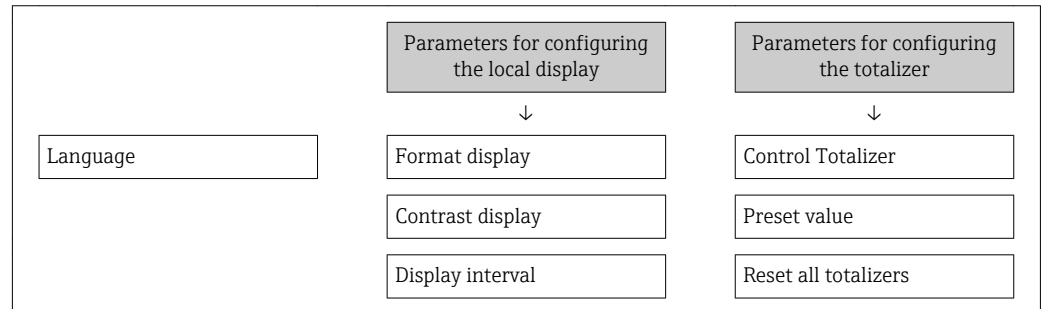 Parameters for configuring
the local display
Parameters for configuring
the totalizer
↓
↓
Language
Format display
Control Totalizer
Contrast display
Preset value
Display interval
Reset all totalizers